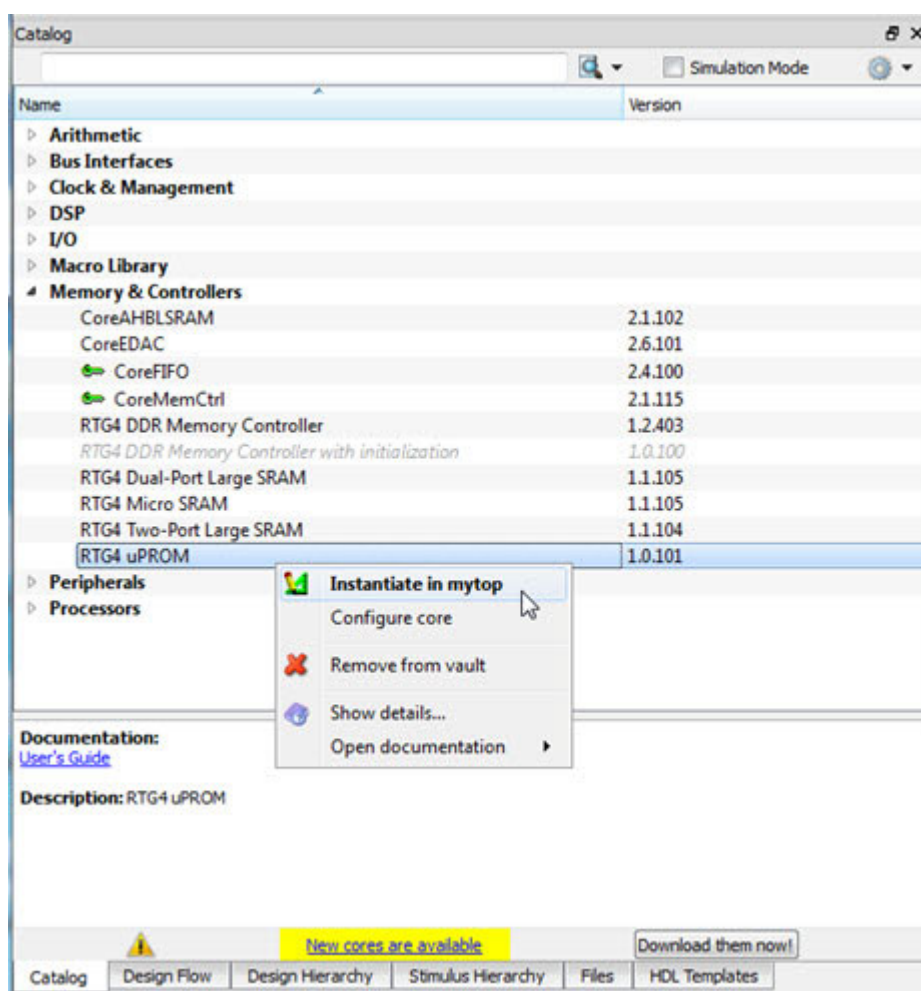 Catalog
Simulation Mode
Name Version
Arithmetic
Bus Interfaces
Clock & Management
DSP
I/O
Macro Library
Memory & Controllers
CoreAHBLSRAM 2.1.102
CoreEDAC 2.6.101
CoreFIFO 2.4.100
CoreMemCtrl 2.1.115
RTG4 DDR Memory Controller 1.2.403
RTG4 DDR Memory Controller with initialization 1.0.100
RTG4 Dual-Port Large SRAM 1.1.105
RTG4 Micro SRAM 1.1.105
RTG4 Two-Port Large SRAM 1.1.104
RTG4 uPROM 1.0.101
Peripherals
Processors
Instantiate in mytop
Configure core
Remove from vault
Show details...
Open documentation
Documentation:
User's Guide
Description: RTG4 uPROM
New cores are available Download them now!
Catalog Design Flow Design Hierarchy Stimulus Hierarchy Files HDL Templates